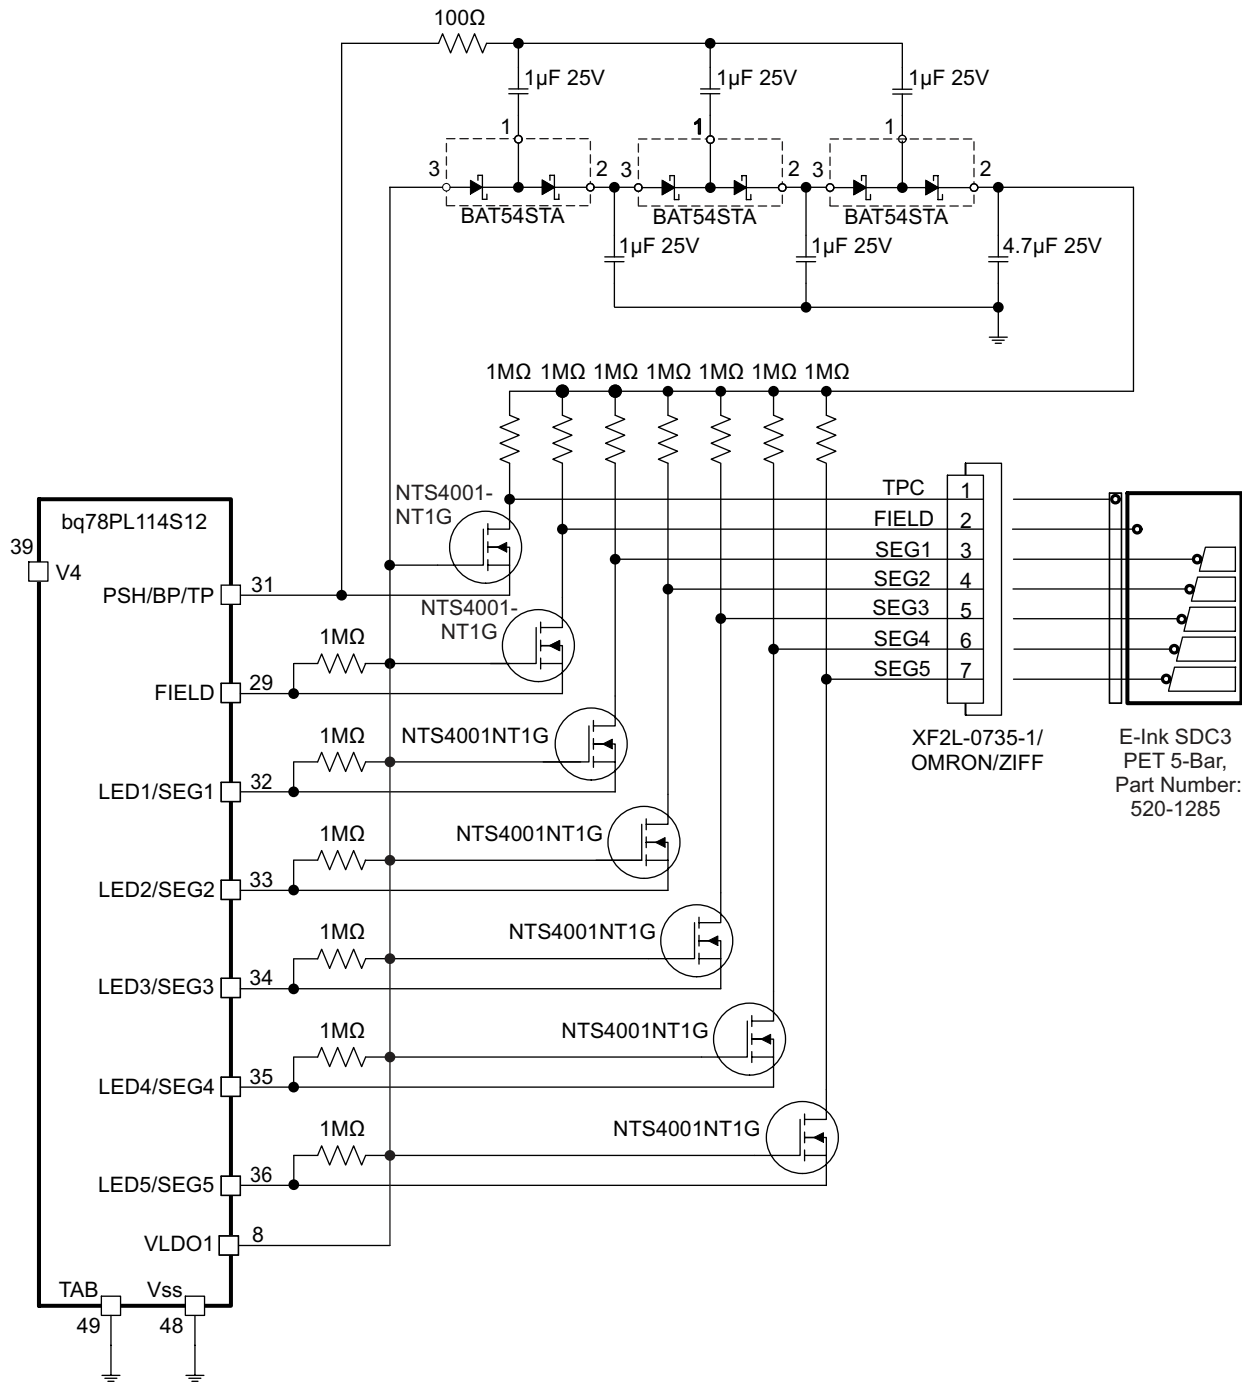 100Ω
1µF 25V
1µF 25V
1µF 25V
1
1
1
3
2
3
2
3
2
BAT54STA
BAT54STA
BAT54STA
1µF 25V
1µF 25V
4.7µF 25V
1MΩ
1MΩ
1MΩ
1MΩ
1MΩ
1MΩ
1MΩ
NTS4001-
NT1G
TPC
1
FIELD
2
SEG1
3
SEG2
4
SEG3
5
SEG4
6
SEG5
7
bq78PL114S12
39
V4
PSH/BP/TP
31
NTS4001-
NT1G
1MΩ
FIELD
29
XF2L-0735-1/
OMRON/ZIFF
E-Ink SDC3
PET 5-Bar,
Part Number:
520-1285
1MΩ
NTS4001NT1G
LED1/SEG1
32
1MΩ
NTS4001NT1G
LED2/SEG2
33
1MΩ
NTS4001NT1G
LED3/SEG3
34
1MΩ
NTS4001NT1G
LED4/SEG4
35
1MΩ
NTS4001NT1G
LED5/SEG5
36
VLDO1
8
TAB
Vss
49
48